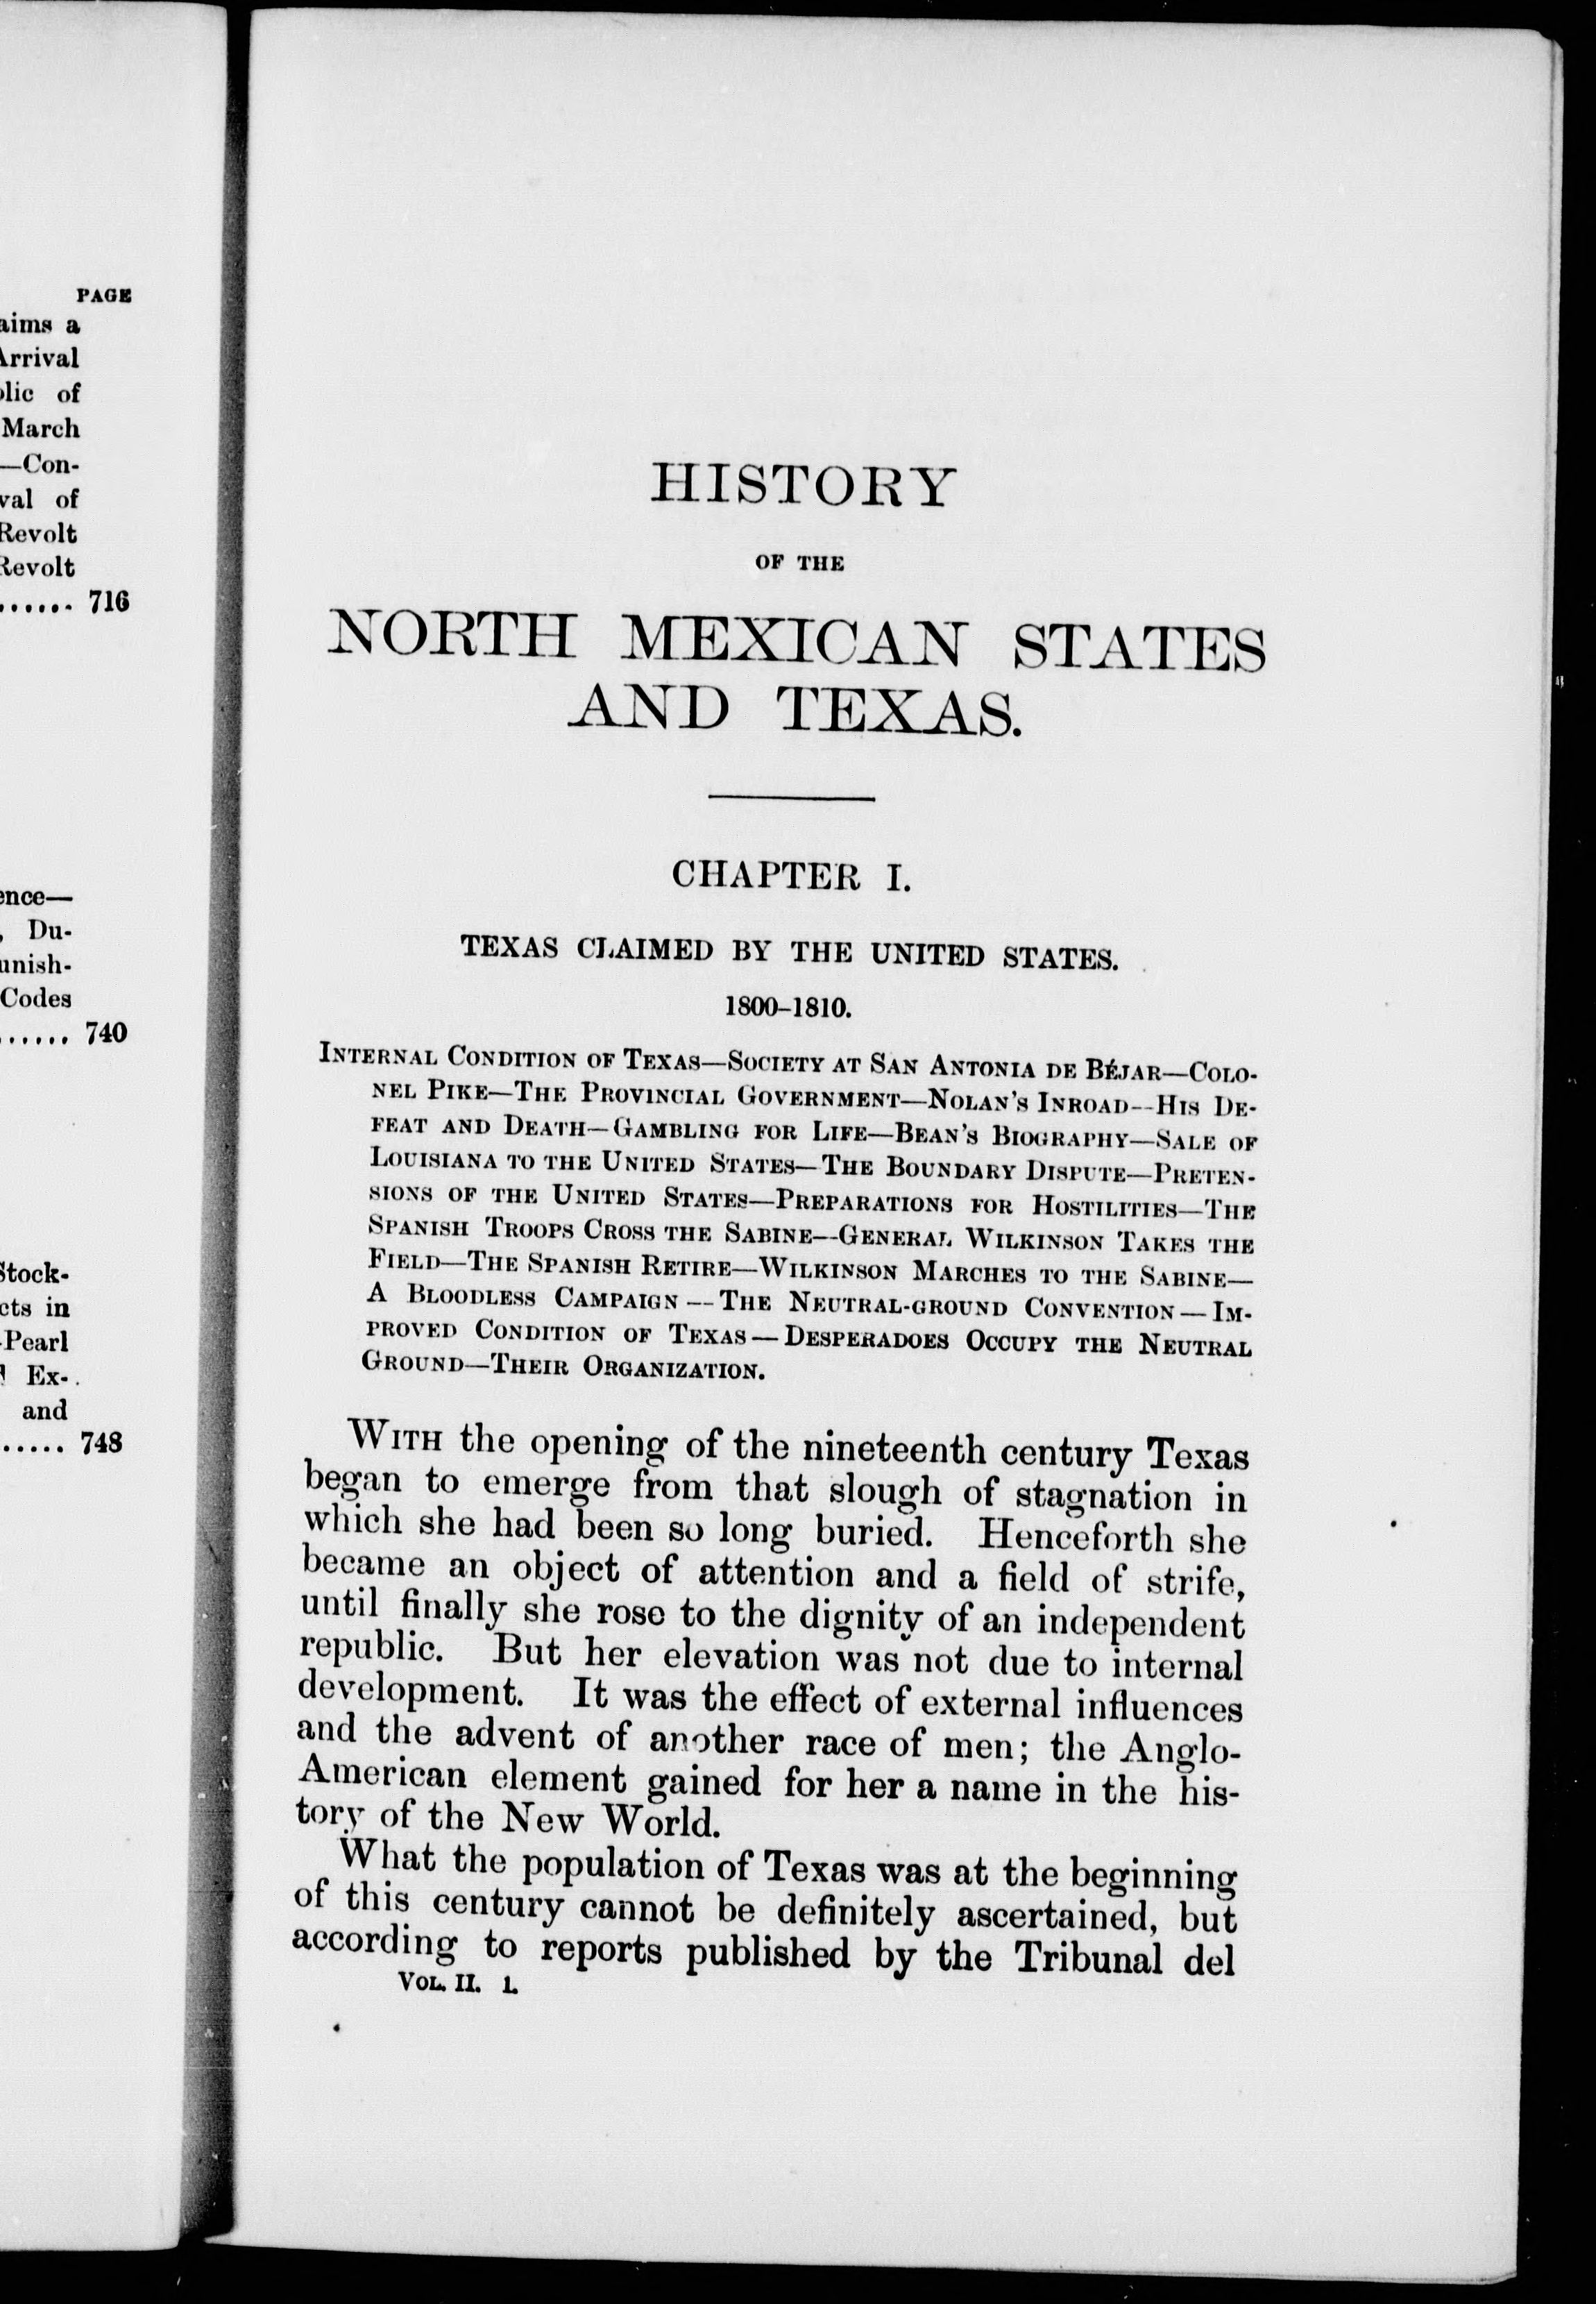 PAGE
aims a
Arrival
lic of
March
—Con-
val of
Revolt
Revolt
...... 716
ence—
, Du-
unish-
Codes
...... 740
Stock-
cts in
-Pearl
Ex-
and
..... 748
HISTORY
OF THE
NORTH MEXICAN STATES
AND TEXAS.
CHAPTER I.
TEXAS CLAIMED BY THE UNITED STATES.
1800–1810.
INTERNAL CONDITION OF TEXAS—SOCIETY AT SAN ANTONIA DE BÉJAR—COLO-
NEL PIKE—THE PROVINCIAL GOVERNMENT—NOLAN'S INROAD—HIS DE-
FEAT AND DEATH—GAMBLING FOR LIFE—BEAN'S BIOGRAPHY—SALE OF
LOUISIANA TO THE UNITED STATES—THE BOUNDARY DISPUTE—PRETEN-
SIONS OF THE UNITED STATES—PREPARATIONS FOR HOSTILITIES—THE
SPANISH TROOPS CROSS THE SABINE—GENERAL WILKINSON TAKES THE
FIELD—THE SPANISH RETIRE—WILKINSON MARCHES TO THE SABINE—
A BLOODLESS CAMPAIGN—THE NEUTRAL-GROUND CONVENTION—IM-
PROVED CONDITION OF TEXAS—DESPERADOES OCCUPY THE NEUTRAL
GROUND—THEIR ORGANIZATION.
WITH the opening of the nineteenth century Texas
began to emerge from that slough of stagnation in
which she had been so long buried. Henceforth she
became an object of attention and a field of strife,
until finally she rose to the dignity of an independent
republic. But her elevation was not due to internal
development. It was the effect of external influences
and the advent of another race of men; the Anglo-
American element gained for her a name in the his-
tory of the New World.
What the population of Texas was at the beginning
of this century cannot be definitely ascertained, but
according to reports published by the Tribunal del
VOL. II. 1.